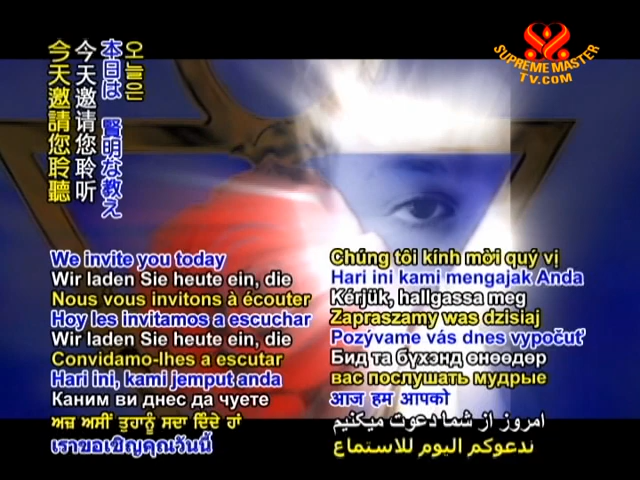 오늘은
本日は 賢明な教え
今天邀请您聆听
今天邀請您聆聽
SUPREME MASTER
TV.COM
We invite you today
Wir laden Sie heute ein, die
Nous vous invitons à écouter
Hoy les invitamos a escuchar
Wir laden Sie heute ein, die
Convidamo-lhes a escutar
Hari ini, kami jemput anda
Каним ви днес да чуете
ਅਜ਼ ਅਸੀਂ ਤੁਹਾਨੂੰ ਸਦਾ ਦਿੰਦੇ ਹਾਂ
เราขอเชิญคุณวันนี้
Chúng tôi kính mời quý vị
Hari ini kami mengajak Anda
Kérjük, hallgassa meg
Zapraszamy was dzisiaj
Pozývame vás dnes vypočuť
Бид та бүхэнд өнөөдөр
вас послушать мудрые
आज हम आपको
امروز از شما دعوت میکنیم
ندعوكم اليوم للاستماع